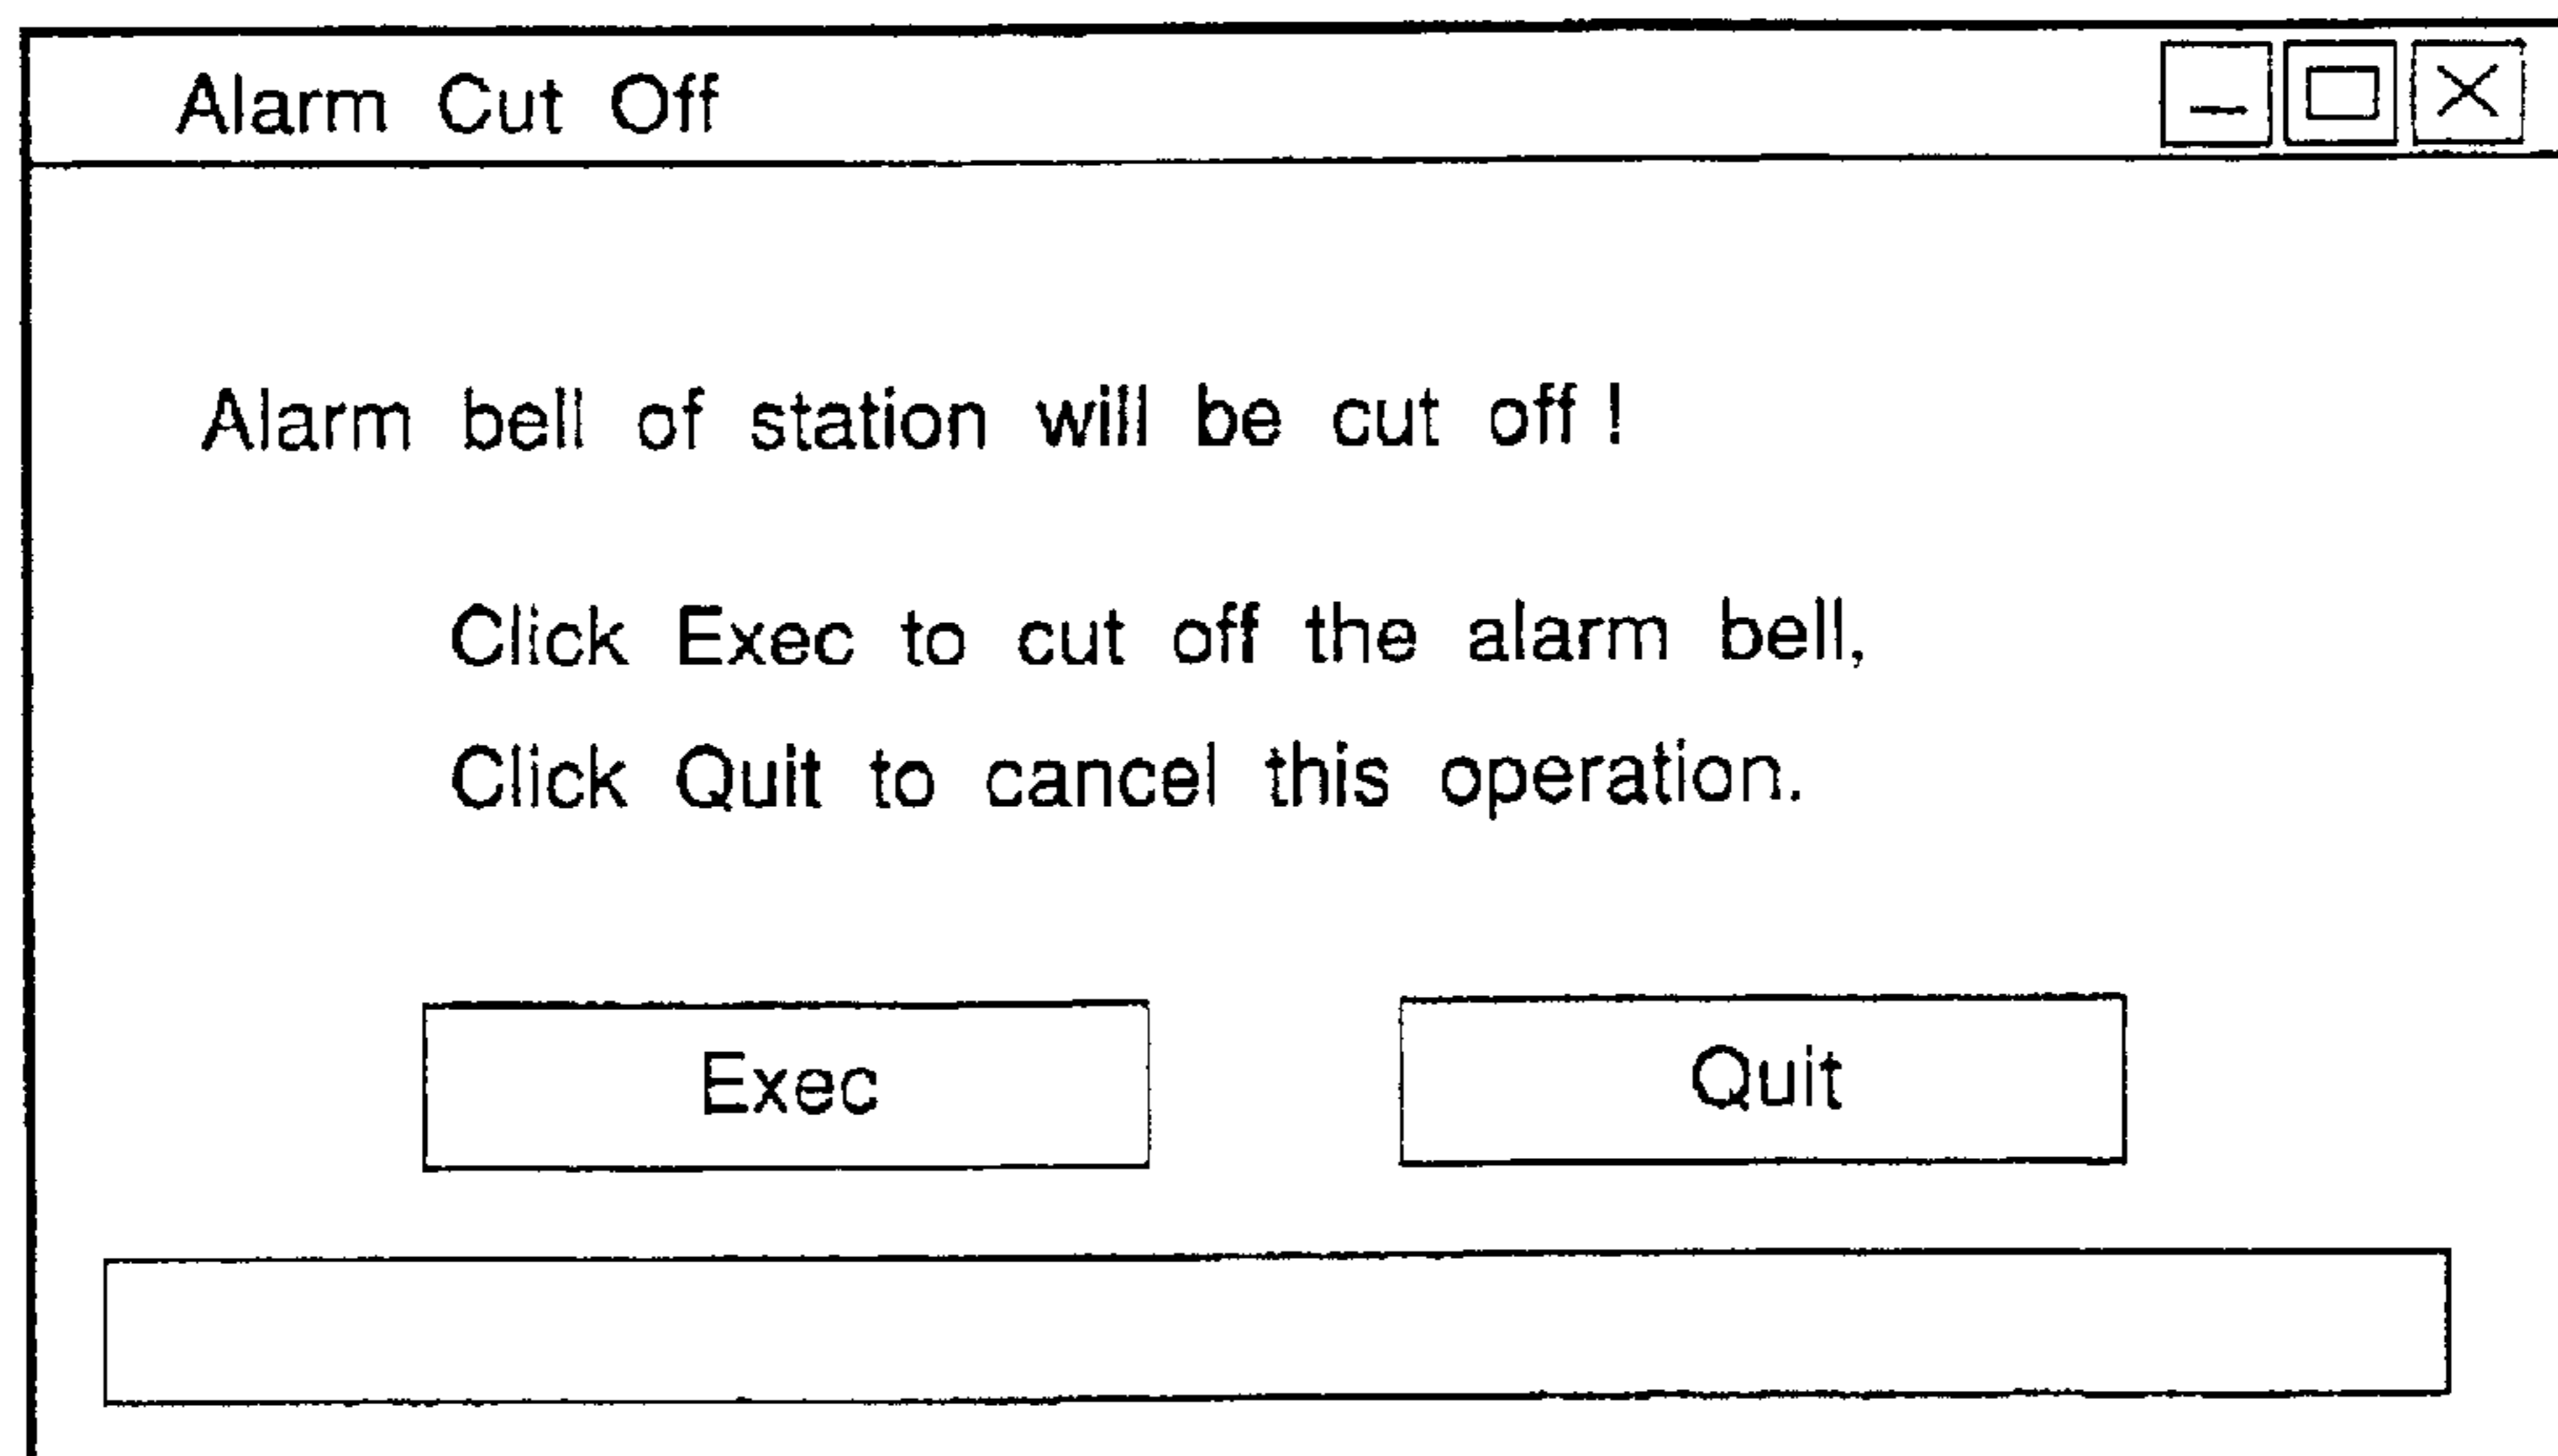 Alarm Cut Off
Alarm bell of station will be cut off !
Click Exec to cut off the alarm bell,
Click Quit to cancel this operation.
Exec Quit